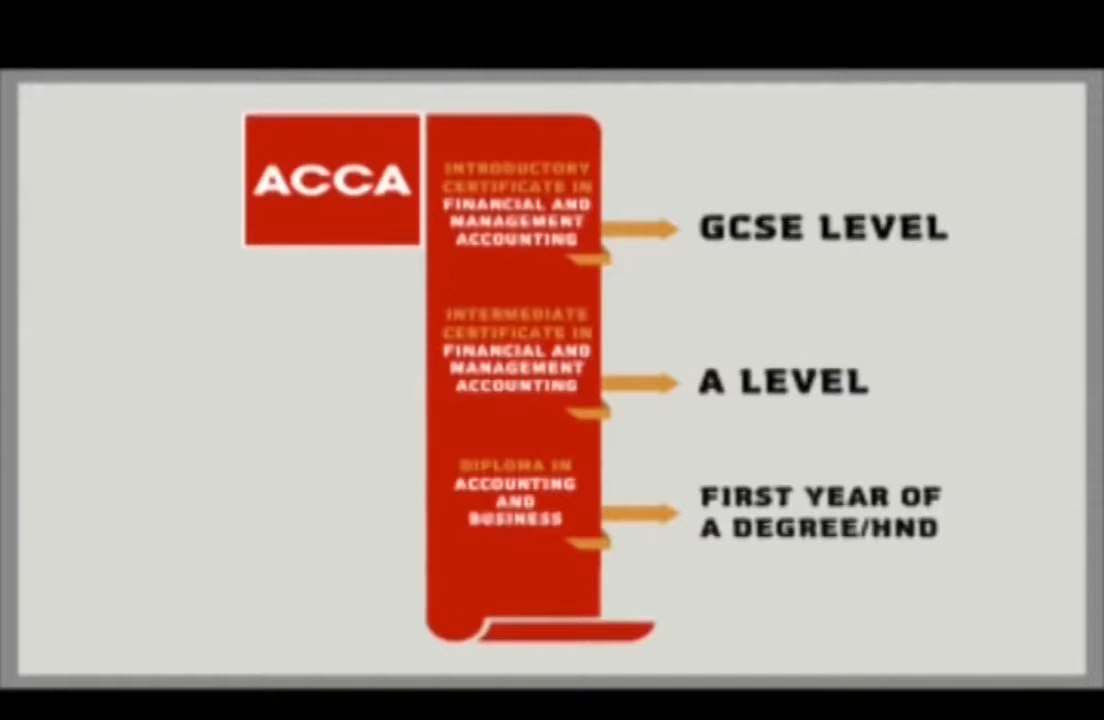 ACCA
INTRODUCTORY
CERTIFICATE IN
FINANCIAL AND
MANAGEMENT
ACCOUNTING
GCSE LEVEL
INTERMEDIATE
CERTIFICATE IN
FINANCIAL AND
MANAGEMENT
ACCOUNTING
A LEVEL
DIPLOMA IN
ACCOUNTING
AND
BUSINESS
FIRST YEAR OF
A DEGREE/HND